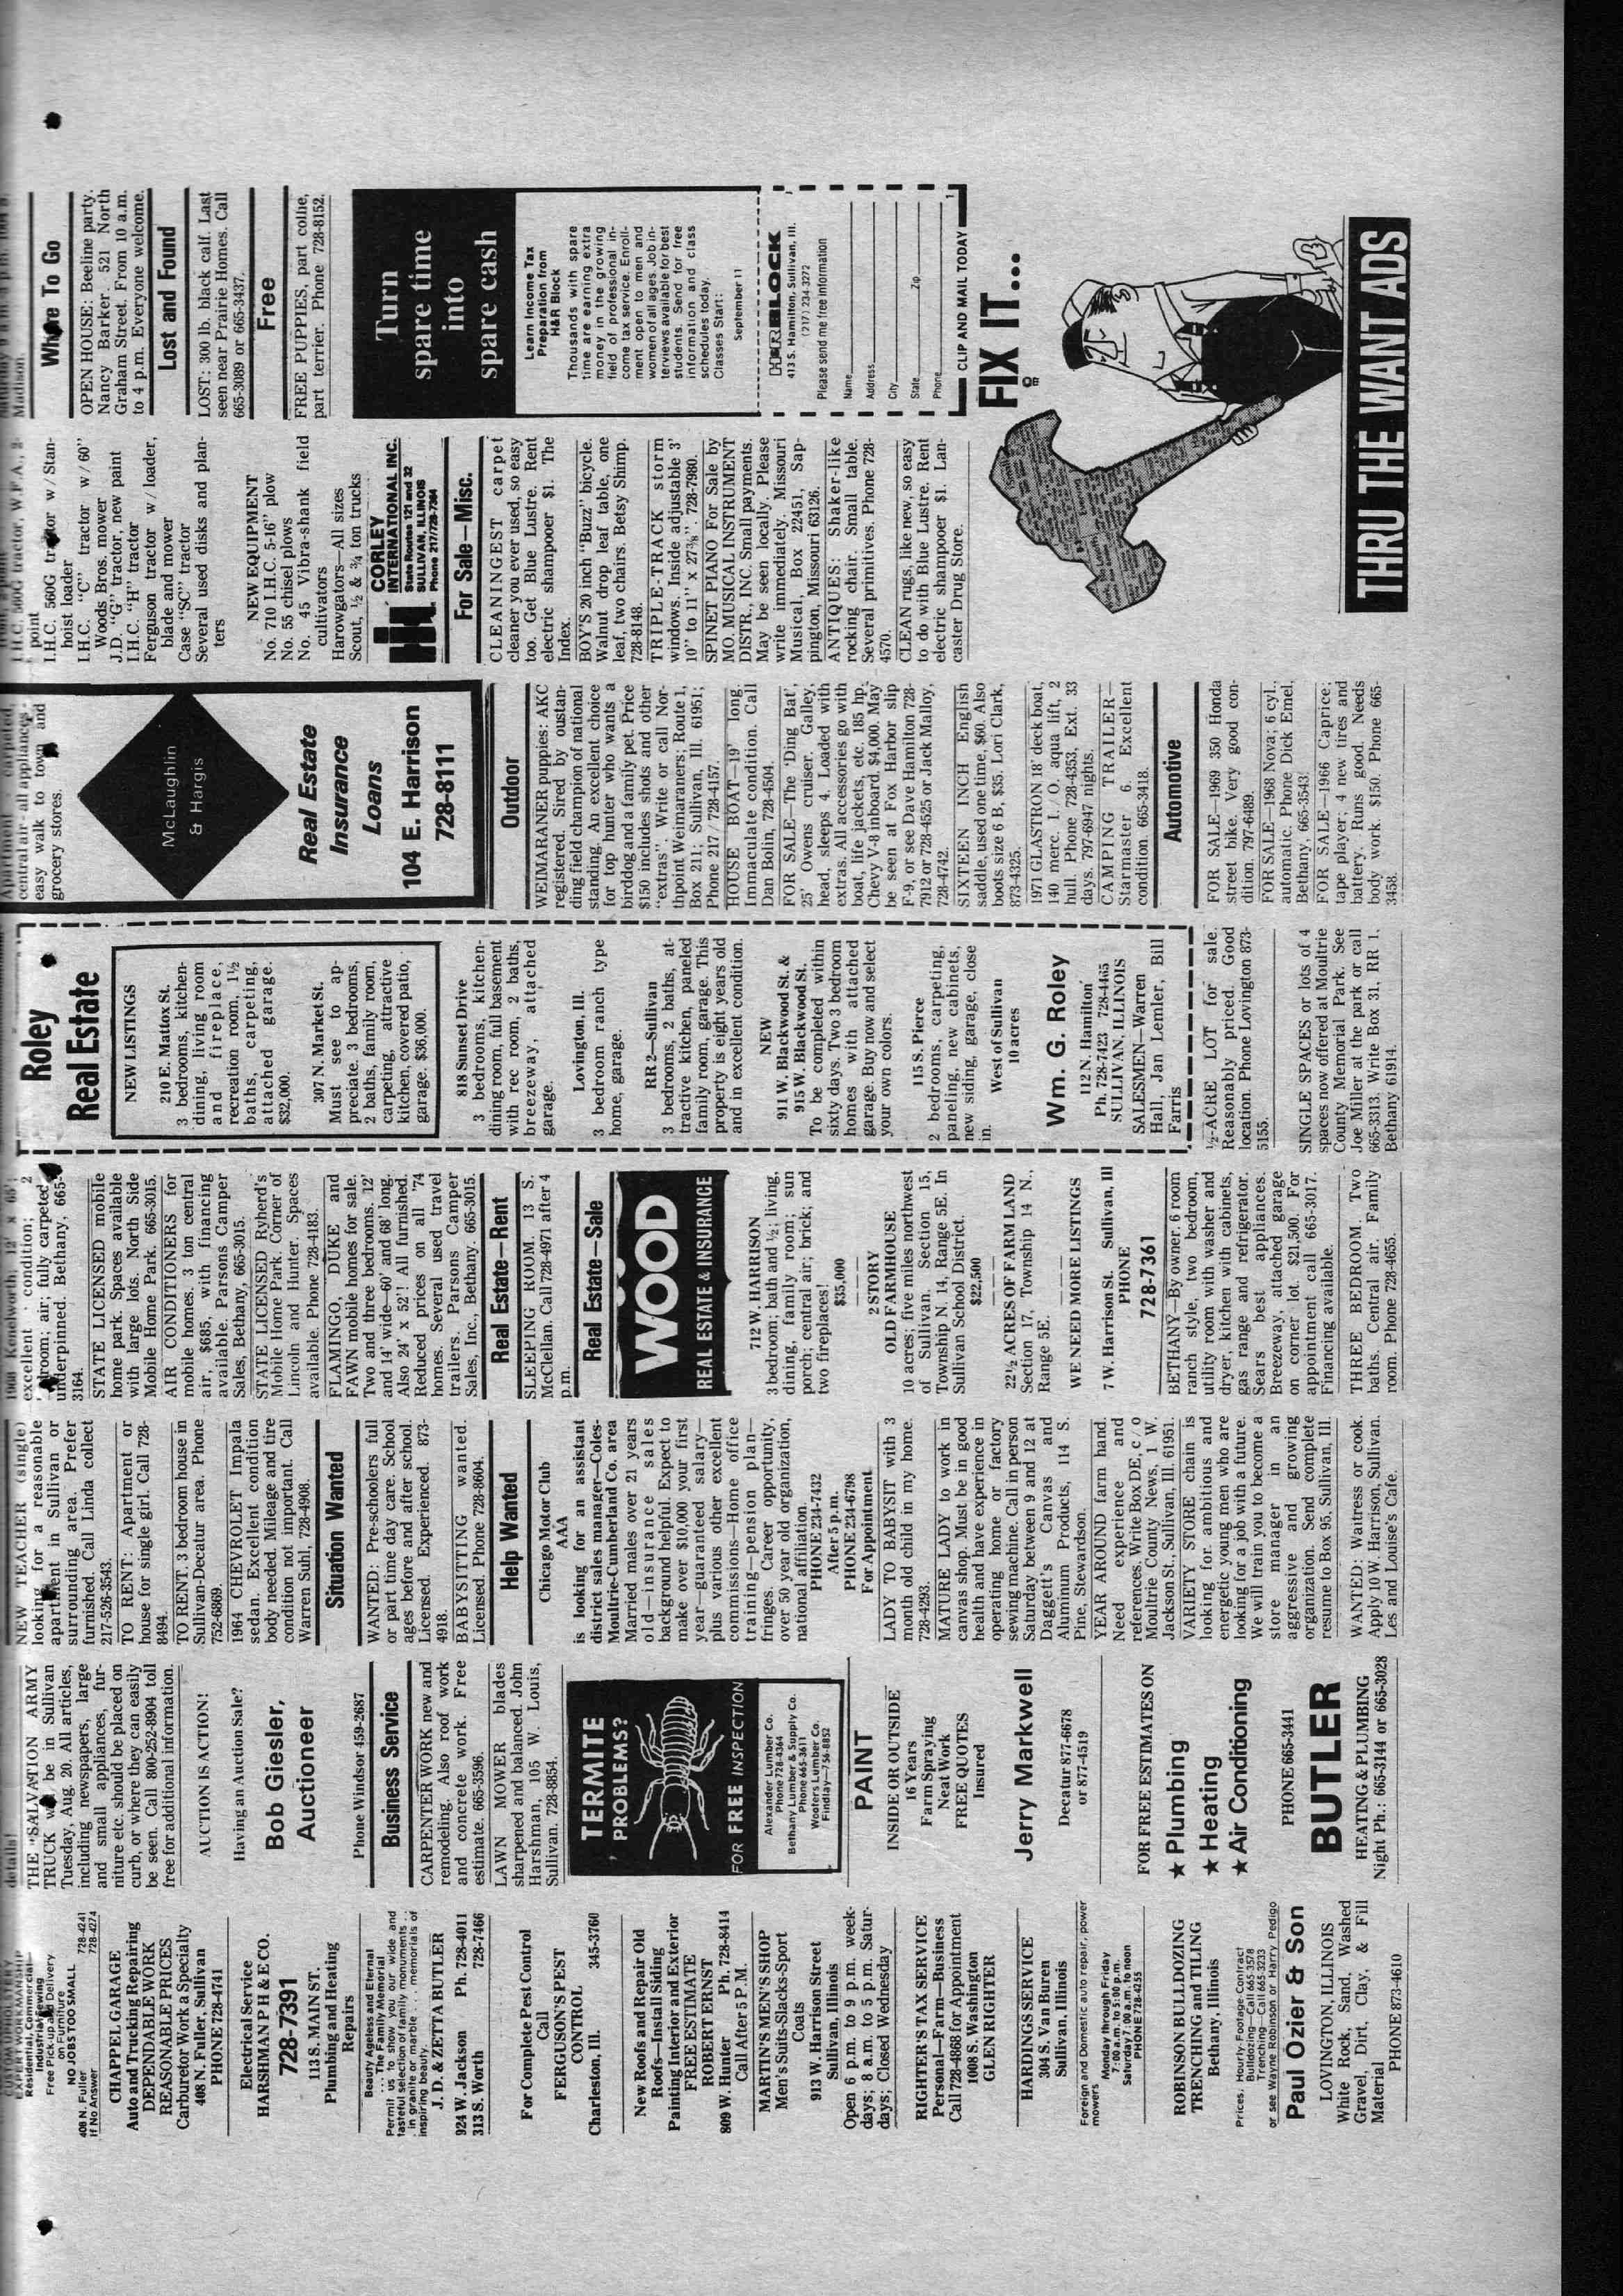 CUSTOM UPHOLSTERY
EXPERT WORKMANSHIP
Residential, Commercial-
Industrial Sewing
Free Pick-up and Delivery
on Furniture
NO JOBS TOO SMALL
406 N. Fuller 728-4241
If No Answer 728-4274
CHAPPEL GARAGE
Auto and Trucking Repairing
DEPENDABLE WORK
REASONABLE PRICES
Carburetor Work a Specialty
408 N. Fuller, Sullivan
PHONE 728-4741
Electrical Service
HARSHMAN P H & E CO.
728-7391
113 S. MAIN ST.
Plumbing and Heating
Repairs
Beauty Ageless and Eternal
. . . The Family Memorial
Permit us to show you our wide and
tasteful selection of family monuments . .
. in granite or marble . . . memorials of
inspiring beauty.
J. D. & ZETTA BUTLER
924 W. Jackson Ph. 728-4011
313 S. Worth 728-7466
For Complete Pest Control
Call
FERGUSON'S PEST
CONTROL
Charleston, Ill. 345-3760
New Roofs and Repair Old
Roofs—Install Siding
Painting Interior and Exterior
FREE ESTIMATE
ROBERT ERNST
809 W. Hunter Ph. 728-8414
Call After 5 P.M.
MARTIN'S MEN'S SHOP
Men's Suits-Slacks-Sport
Coats
913 W. Harrison Street
Sullivan, Illinois
Open 6 p.m. to 9 p.m. week-
days; 8 a.m. to 5 p.m. Satur-
days; Closed Wednesday
RIGHTER'S TAX SERVICE
Personal—Farm—Business
Call 728-4868 for Appointment
1008 S. Washington
GLEN RIGHTER
HARDINGS SERVICE
304 S. Van Buren
Sullivan, Illinois
Foreign and Domestic auto repair; power
mowers
Monday through Friday
7:00 a.m. to 5:00 p.m.
Saturday 7:00 a.m. to noon
PHONE 728-4255
ROBINSON BULLDOZING
TRENCHING and TILING
Bethany, Illinois
Prices, Hourly-Footage-Contract
Bulldozing—Call 665-3578
Trenching—Call 665-3233
or see Wayne Robinson or Harry Pedigo
Paul Ozier & Son
LOVINGTON, ILLINOIS
White Rock, Sand, Washed
Gravel, Dirt, Clay, & Fill
Material
PHONE 873-4610
details!
THE SALVATION ARMY
TRUCK will be in Sullivan
Tuesday, Aug. 20. All articles,
including newspapers, large
and small appliances, fur-
niture etc. should be placed on
curb, or where they can easily
be seen. Call 800-252-8904 toll
free for additional information.
AUCTION IS ACTION!
Having an Auction Sale?
Bob Giesler,
Auctioneer
Phone Windsor 459-2687
Business Service
CARPENTER WORK new and
remodeling. Also roof work
and concrete work. Free
estimate. 665-3596.
LAWN MOWER blades
sharpened and balanced. John
Harshman, 105 W. Louis,
Sullivan. 728-8854.
TERMITE
PROBLEMS?
FOR FREE INSPECTION
Alexander Lumber Co.
Phone 728-4364
Bethany Lumber & Supply Co.
Phone 665-3611
Wooters Lumber Co.
Findlay—756-8852
PAINT
INSIDE OR OUTSIDE
16 Years
Farm Spraying
Neat Work
FREE QUOTES
Insured
Jerry Markwell
Decatur 877-6678
or 877-4519
FOR FREE ESTIMATES ON
★ Plumbing
★ Heating
★ Air Conditioning
PHONE 665-3441
BUTLER
HEATING & PLUMBING
Night Ph.: 665-3144 or 665-3028
NEW TEACHER (single)
looking for a reasonable
apartment in Sullivan or
surrounding area. Prefer
furnished. Call Linda collect
217-526-3543.
TO RENT: Apartment or
house for single girl. Call 728-
8494.
TO RENT. 3 bedroom house in
Sullivan-Decatur area. Phone
752-6869.
1964 CHEVROLET Impala
sedan. Excellent condition
body needed. Mileage and tire
condition not important. Call
Warren Suhl, 728-4908.
Situation Wanted
WANTED: Pre-schoolers full
or part time day care. School
ages before and after school.
Licensed. Experienced. 873-
4918.
BABYSITTING wanted.
Licensed. Phone 728-8604.
Help Wanted
Chicago Motor Club
AAA
is looking for an assistant
district sales manager—Coles-
Moultrie-Cumberland Co. area
Married males over 21 years
old—insurance sales
background helpful. Expect to
make over $10,000 your first
year—guaranteed salary—
plus various other excellent
commissions—Home office
training—pension plan—
fringes. Career opportunity,
over 50 year old organization,
national affiliation.
PHONE 234-7432
After 5 p.m.
PHONE 234-6798
For Appointment
LADY TO BABYSIT with 3
month old child in my home.
728-4293.
MATURE LADY to work in
canvas shop. Must be in good
health and have experience in
operating home or factory
sewing machine. Call in person
Saturday between 9 and 12 at
Daggett's Canvas and
Aluminum Products, 114 S.
Pine, Stewardson.
YEAR AROUND farm hand.
Need experience and
references. Write Box DE, c/o
Moultrie County News, 1 W.
Jackson St., Sullivan, Ill. 61951.
VARIETY STORE chain is
looking for ambitious and
energetic young men who are
looking for a job with a future.
We will train you to become a
store manager in an
aggressive and growing
organization. Send complete
resume to Box 95, Sullivan, Ill.
WANTED: Waitress or cook.
Apply 10 W. Harrison, Sullivan.
Les and Louise's Cafe.
1968 Kenelworth; 12' x 65';
excellent condition; 2
bedroom; air; fully carpeted;
underpinned. Bethany, 665-
3164.
STATE LICENSED mobile
home park. Spaces available
with large lots. North Side
Mobile Home Park. 665-3015.
AIR CONDITIONERS for
mobile homes. 3 ton central
air, $685, with financing
available. Parsons Camper
Sales, Bethany, 665-3015.
STATE LICENSED Ryherd's
Mobile Home Park. Corner of
Lincoln and Hunter. Spaces
available. Phone 728-4183.
FLAMINGO, DUKE and
FAWN mobile homes for sale.
Two and three bedrooms. 12'
and 14' wide—60' and 68' long.
Also 24' x 52'! All furnished.
Reduced prices on all '74
homes. Several used travel
trailers. Parsons Camper
Sales, Inc., Bethany. 665-3015.
Real Estate—Rent
SLEEPING ROOM. 13 S.
McClellan. Call 728-4971 after 4
p.m.
Real Estate—Sale
WOOD
REAL ESTATE & INSURANCE
712 W. HARRISON
3 bedroom; bath and ½; living,
dining, family room; sun
porch; central air; brick; and
two fireplaces!
$35,000
2 STORY
OLD FARMHOUSE
10 acres; five miles northwest
of Sullivan. Section 15,
Township N. 14, Range 5E. In
Sullivan School District.
$22,500
22½ ACRES OF FARM LAND
Section 17, Township 14 N.,
Range 5E.
WE NEED MORE LISTINGS
7 W. Harrison St. Sullivan, Ill
PHONE
728-7361
BETHANY—By owner. 6 room
ranch style, two bedroom,
utility room with washer and
dryer, kitchen with cabinets,
gas range and refrigerator.
Sears best appliances.
Breezeway, attached garage
on corner lot. $21,500. For
appointment call 665-3017.
Financing available.
THREE BEDROOM. Two
baths. Central air. Family
room. Phone 728-4655.
Roley
Real Estate
NEW LISTINGS
210 E. Mattox St.
3 bedrooms, kitchen-
dining, living room
and fireplace,
recreation room, 1½
baths, carpeting,
attached garage.
$32,000.
307 N. Market St.
Must see to ap-
preciate. 3 bedrooms,
2 baths, family room,
carpeting, attractive
kitchen, covered patio,
garage. $36,000.
818 Sunset Drive
3 bedrooms, kitchen-
dining room, full basement
with rec room, 2 baths,
breezeway, attached
garage.
Lovington, Ill.
3 bedroom ranch type
home, garage.
RR 2—Sullivan
3 bedrooms, 2 baths, at-
tractive kitchen, paneled
family room, garage. This
property is eight years old
and in excellent condition.
NEW
911 W. Blackwood St. &
915 W. Blackwood St.
To be completed within
sixty days. Two 3 bedroom
homes with attached
garage. Buy now and select
your own colors.
115 S. Pierce
2 bedrooms, carpeting,
paneling, new cabinets,
new siding, garage, close
in.
West of Sullivan
10 acres
Wm. G. Roley
112 N. Hamilton
Ph. 728-7423 728-4465
SULLIVAN, ILLINOIS
SALESMEN—Warren
Hall, Jan Lemler, Bill
Farris
½-ACRE LOT for sale.
Reasonably priced. Good
location. Phone Lovington 873-
5155.
SINGLE SPACES or lots of 4
spaces now offered at Moultrie
County Memorial Park. See
Joe Miller at the park or call
665-3313. Write Box 31, RR 1,
Bethany 61914.
Apartment - carpeted,
central air - all appliances -
easy walk to town and
grocery stores.
McLaughlin
& Hargis
Real Estate
Insurance
Loans
104 E. Harrison
728-8111
Outdoor
WEIMARANER puppies; AKC
registered. Sired by oustan-
ding field champion of national
standing. An excellent choice
for top hunter who wants a
birddog and a family pet. Price
$150 includes shots and other
"extras". Write or call Nor-
thpoint Weimaraners; Route 1,
Box 211; Sullivan, Ill. 61951;
Phone 217/728-4157.
HOUSE BOAT—19' long.
Immaculate condition. Call
Dan Bolin, 728-4504.
FOR SALE—The 'Ding Bat',
25' Owens cruiser. Galley,
head, sleeps 4. Loaded with
extras. All accessories go with
boat, life jackets, etc. 185 hp.
Chevy V-8 inboard. $4,000. May
be seen at Fox Harbor slip
F-9, or see Dave Hamilton 728-
7912 or 728-4525 or Jack Malloy,
728-4742.
SIXTEEN INCH English
saddle, used one time, $60. Also
boots size 6 B, $35. Lori Clark,
873-4325.
1971 GLASTRON 18' deck boat,
140 merc. I./O. aqua lift, 2
hull. Phone 728-4353, Ext. 33
days. 797-6947 nights.
CAMPING TRAILER—
Starmaster 6. Excellent
condition. 665-3418.
Automotive
FOR SALE—1969 350 Honda
street bike. Very good con-
dition. 797-6489.
FOR SALE—1968 Nova; 6 cyl.,
automatic. Phone Dick Emel,
Bethany. 665-3543.
FOR SALE—1966 Caprice;
tape player; 4 new tires and
battery. Runs good. Needs
body work. $150. Phone 665-
3458.
I.H.C. 560G tractor, W.F.A., 2-
point
I.H.C. 560G tractor w/Stan-
hoist loader
I.H.C. "C" tractor w/60"
Woods Bros. mower
J.D. "G" tractor, new paint
I.H.C. "H" tractor
Ferguson tractor w/loader,
blade and mower
Case "SC" tractor
Several used disks and plan-
ters
NEW EQUIPMENT
No. 710 I.H.C. 5-16" plow
No. 55 chisel plows
No. 45 Vibra-shank field
cultivators
Harowgators—All sizes
Scout, ½ & ¾ ton trucks
CORLEY
INTERNATIONAL INC.
State Routes 121 and 32
SULLIVAN, ILLINOIS
Phone 217/728-7364
For Sale—Misc.
CLEANINGEST carpet
cleaner you ever used, so easy
too. Get Blue Lustre. Rent
electric shampooer $1. The
Index.
BOY'S 20 inch "Buzz" bicycle.
Walnut drop leaf table, one
leaf, two chairs. Betsy Shimp.
728-8148.
TRIPLE-TRACK storm
windows. Inside adjustable 3'
10" to 11" x 27⅜". 728-7980.
SPINET PIANO For Sale by
MO. MUSICAL INSTRUMENT
DISTR., INC. Small payments.
May be seen locally. Please
write immediately. Missouri
Musical, Box 22451, Sap-
pington, Missouri 63126.
ANTIQUES: Shaker-like
rocking chair. Small table.
Several primitives. Phone 728-
4570.
CLEAN rugs, like new, so easy
to do with Blue Lustre. Rent
electric shampooer $1. Lan-
caster Drug Store.
Madison.
Where To Go
OPEN HOUSE: Beeline party.
Nancy Barker. 521 North
Graham Street. From 10 a.m.
to 4 p.m. Everyone welcome.
Lost and Found
LOST: 300 lb. black calf. Last
seen near Prairie Homes. Call
665-3089 or 665-3437.
Free
FREE PUPPIES, part collie,
part terrier. Phone 728-8152.
Turn
spare time
into
spare cash
Learn Income Tax
Preparation from
H&R Block
Thousands with spare
time are earning extra
money in the growing
field of professional in-
come tax service. Enroll-
ment open to men and
women of all ages. Job in-
terviews available for best
students. Send for free
information and class
schedules today.
Classes Start:
September 11
H&R BLOCK
413 S. Hamilton, Sullivan, Ill.
(217) 234-3272
Please send me free information
Name
Address
City
State Zip
Phone
CLIP AND MAIL TODAY
FIX IT...
THRU THE WANT ADS